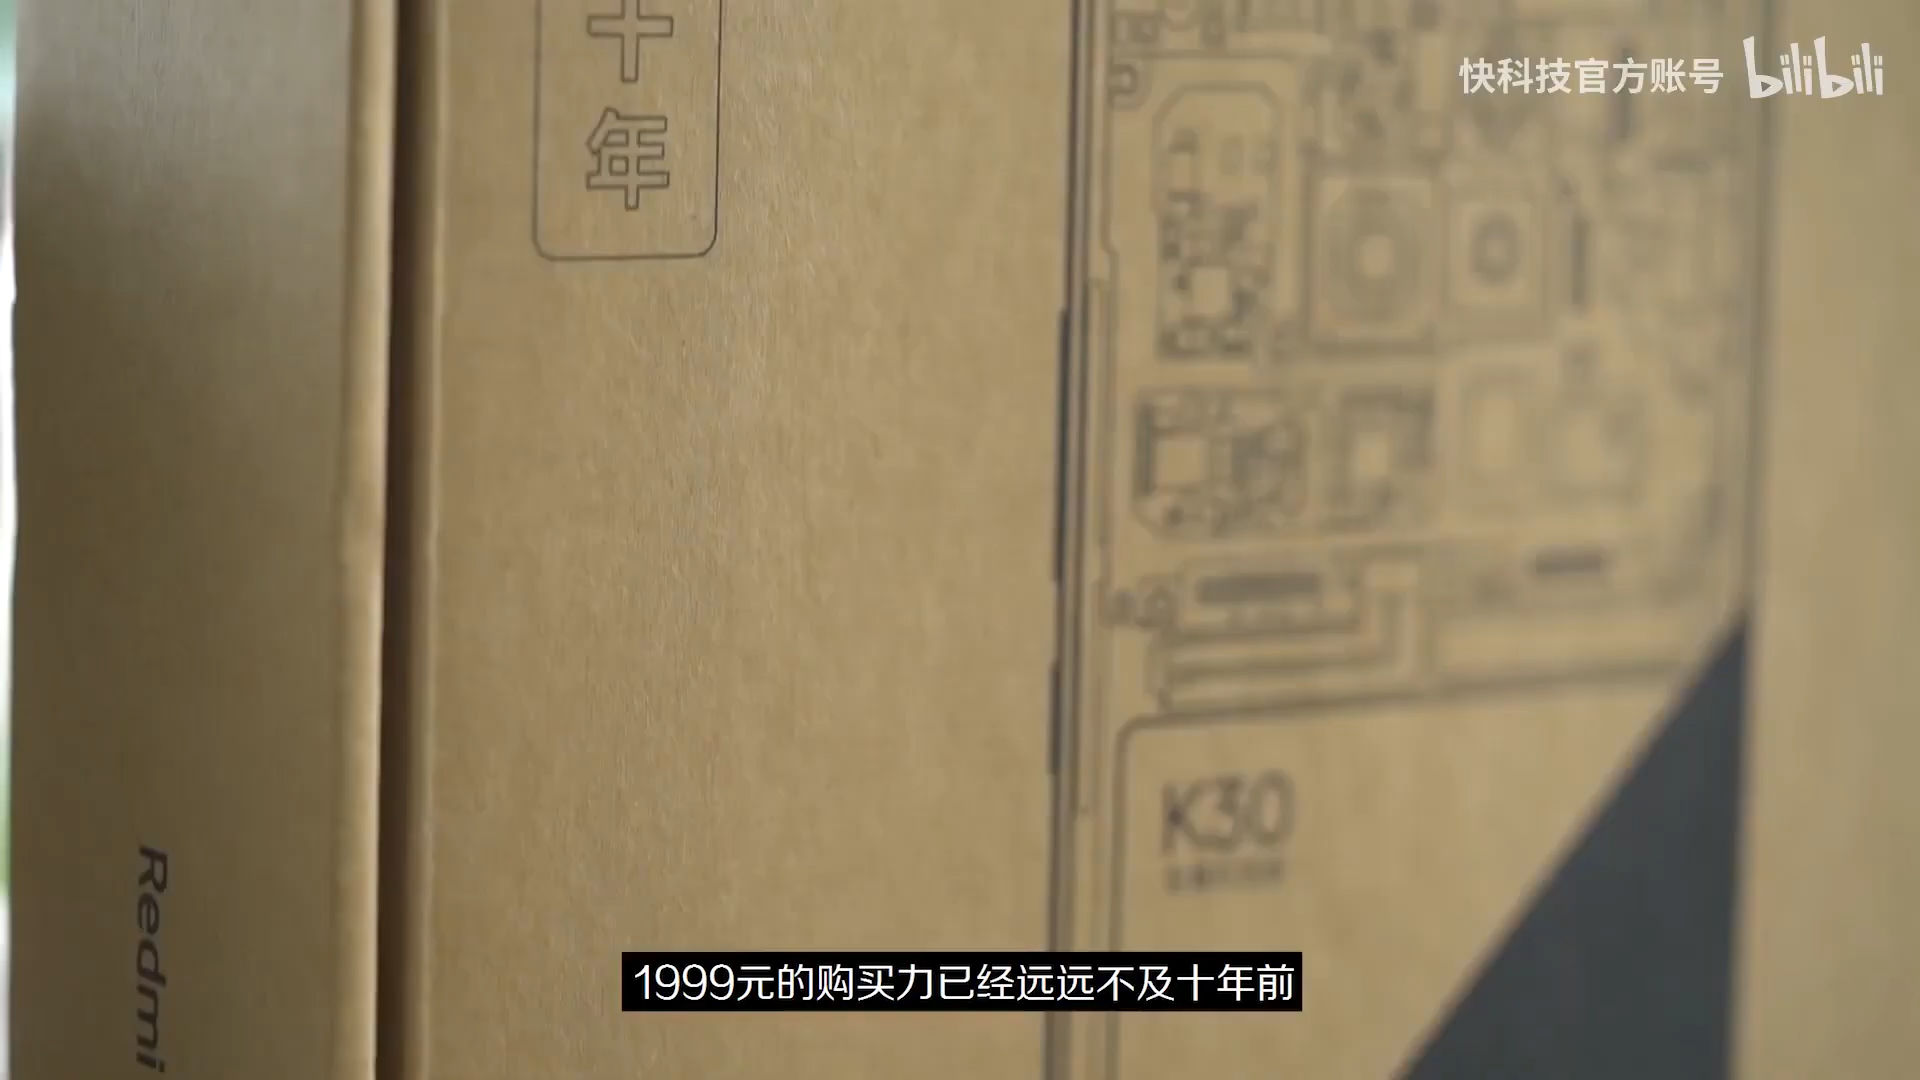 十
年
快科技官方账号 bilibili
K30
Redmi
1999元的购买力已经远远不及十年前